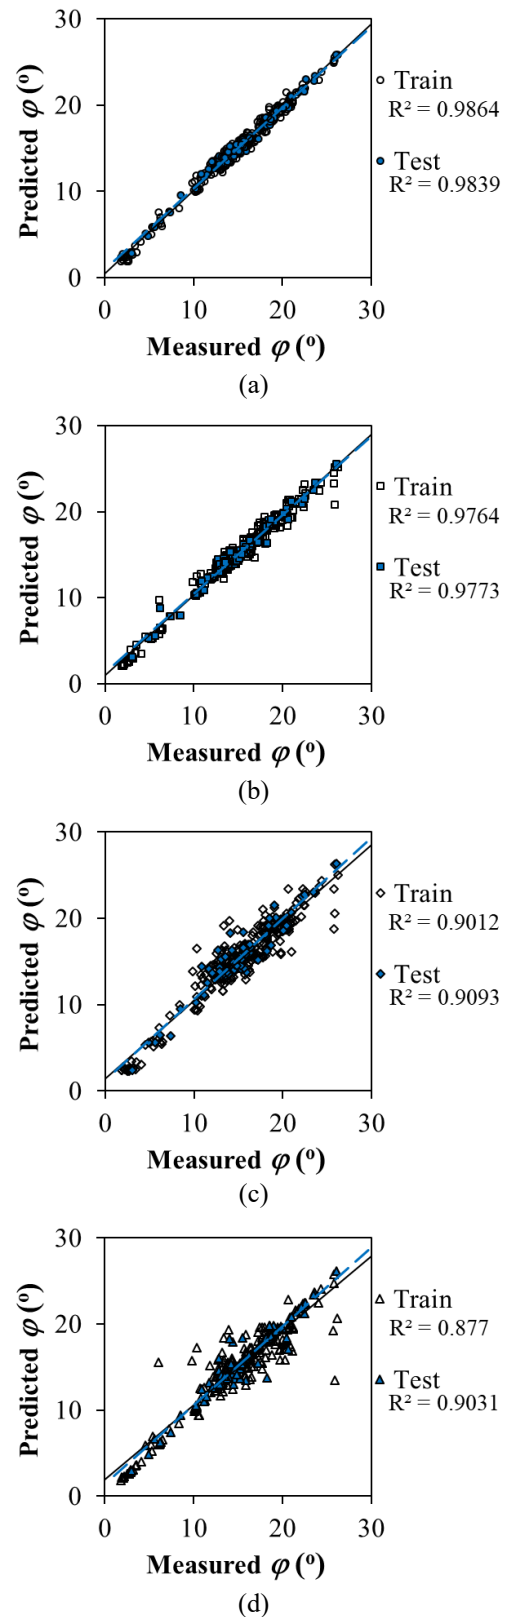 30
20
10
0
0 10 20 30
Predicted φ (º)
Measured φ (º)
Train
R² = 0.9864
Test
R² = 0.9839
(a)
30
20
10
0
0 10 20 30
Predicted φ (º)
Measured φ (º)
Train
R² = 0.9764
Test
R² = 0.9773
(b)
30
20
10
0
0 10 20 30
Predicted φ (º)
Measured φ (º)
Train
R² = 0.9012
Test
R² = 0.9093
(c)
30
20
10
0
0 10 20 30
Predicted φ (º)
Measured φ (º)
Train
R² = 0.877
Test
R² = 0.9031
(d)